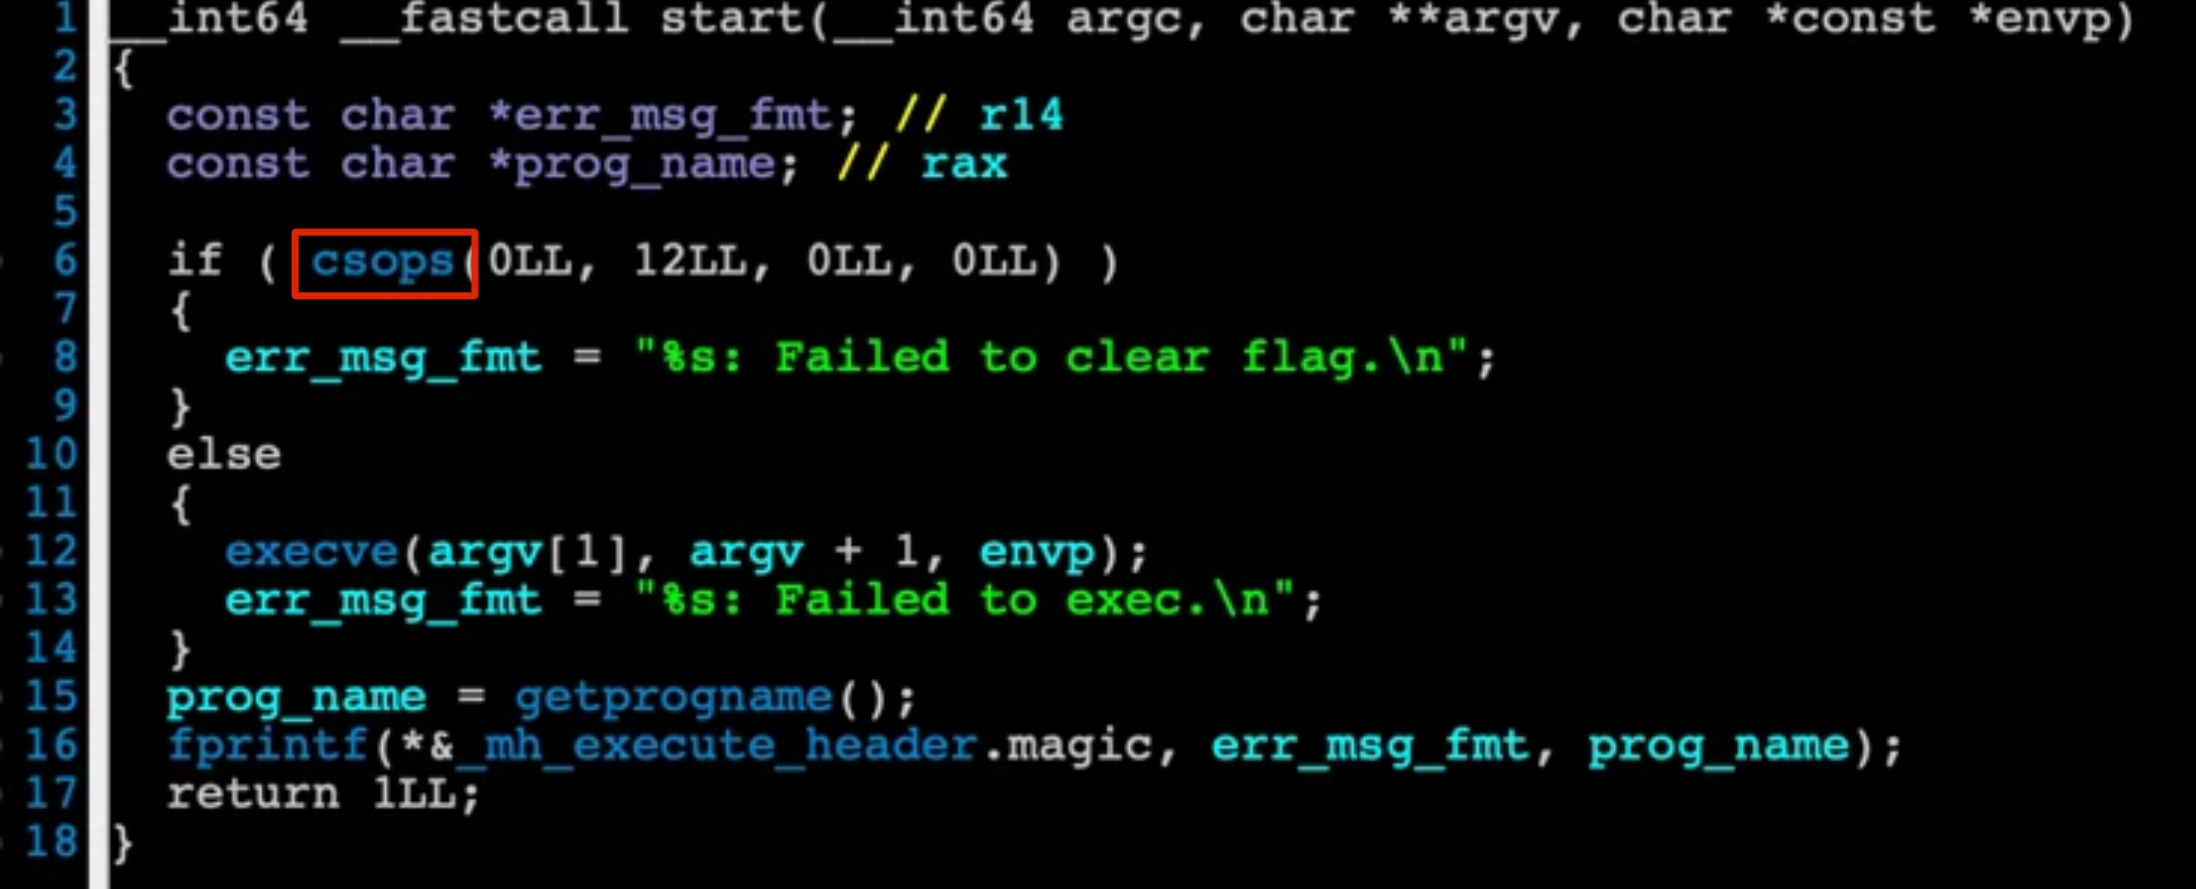 1 __int64 __fastcall start(__int64 argc, char **argv, char *const *envp)
2 {
3 const char *err_msg_fmt; // r14
4 const char *prog_name; // rax
5
6 if ( csops(0LL, 12LL, 0LL, 0LL) )
7 {
8 err_msg_fmt = "%s: Failed to clear flag.\n";
9 }
10 else
11 {
12 execve(argv[1], argv + 1, envp);
13 err_msg_fmt = "%s: Failed to exec.\n";
14 }
15 prog_name = getprogname();
16 fprintf(*&_mh_execute_header.magic, err_msg_fmt, prog_name);
17 return 1LL;
18 }